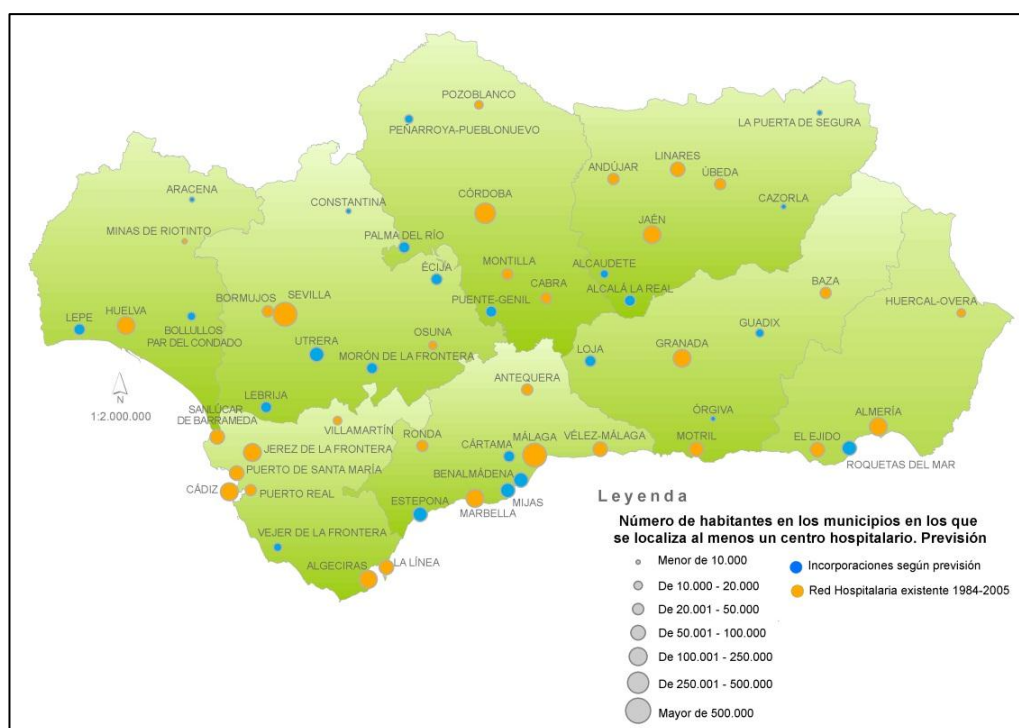 POZOBLANCO
PEÑARROYA-PUEBLONUEVO
LA PUERTA DE SEGURA
LINARES
ANDÚJAR
ÚBEDA
ARACENA
CONSTANTINA
CÓRDOBA
CAZORLA
MINAS DE RIOTINTO
PALMA DEL RÍO
JAÉN
ÉCIJA
MONTILLA
ALCAUDETE
CABRA
ALCALÁ LA REAL
BAZA
BORMUJOS
SEVILLA
PUENTE-GENIL
HUERCAL-OVERA
LEPE
HUELVA
BOLLULLOS
PAR DEL CONDADO
OSUNA
GUADIX
UTRERA
MORÓN DE LA FRONTERA
LOJA
GRANADA
ANTEQUERA
N
1:2.000.000
LEBRIJA
SANLÚCAR
DE BARRAMEDA
VILLAMARTÍN
RONDA
ÓRGIVA
ALMERÍA
CÁRTAMA
MÁLAGA
VÉLEZ-MÁLAGA
MOTRIL
EL EJIDO
JEREZ DE LA FRONTERA
PUERTO DE SANTA MARÍA
BENALMÁDENA
ROQUETAS DEL MAR
CÁDIZ
PUERTO REAL
ESTEPONA
MARBELLA
MIJAS
VEJER DE LA FRONTERA
ALGECIRAS
LA LÍNEA
Leyenda
Número de habitantes en los municipios en los que
se localiza al menos un centro hospitalario. Previsión
Menor de 10.000
De 10.000 - 20.000
De 20.001 - 50.000
De 50.001 - 100.000
De 100.001 - 250.000
De 250.001 - 500.000
Mayor de 500.000
Incorporaciones según previsión
Red Hospitalaria existente 1984-2005